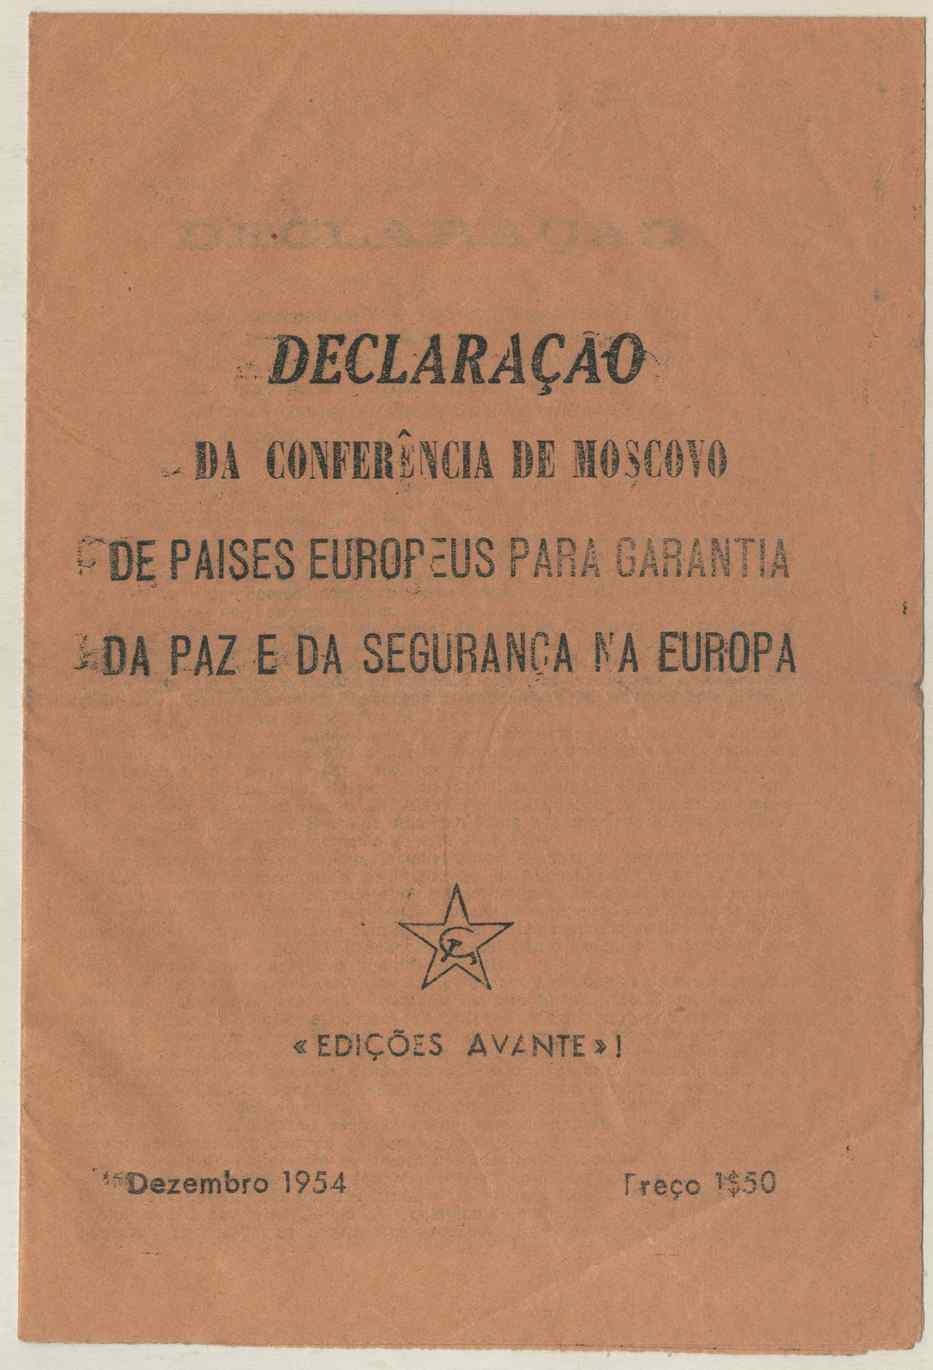 DECLARAÇÃO
DA CONFERÊNCIA DE MOSCOVO
DE PAISES EUROPEUS PARA GARANTIA
DA PAZ E DA SEGURANÇA NA EUROPA
«EDIÇÕES AVANTE»!
Dezembro 1954
Preço 1$50